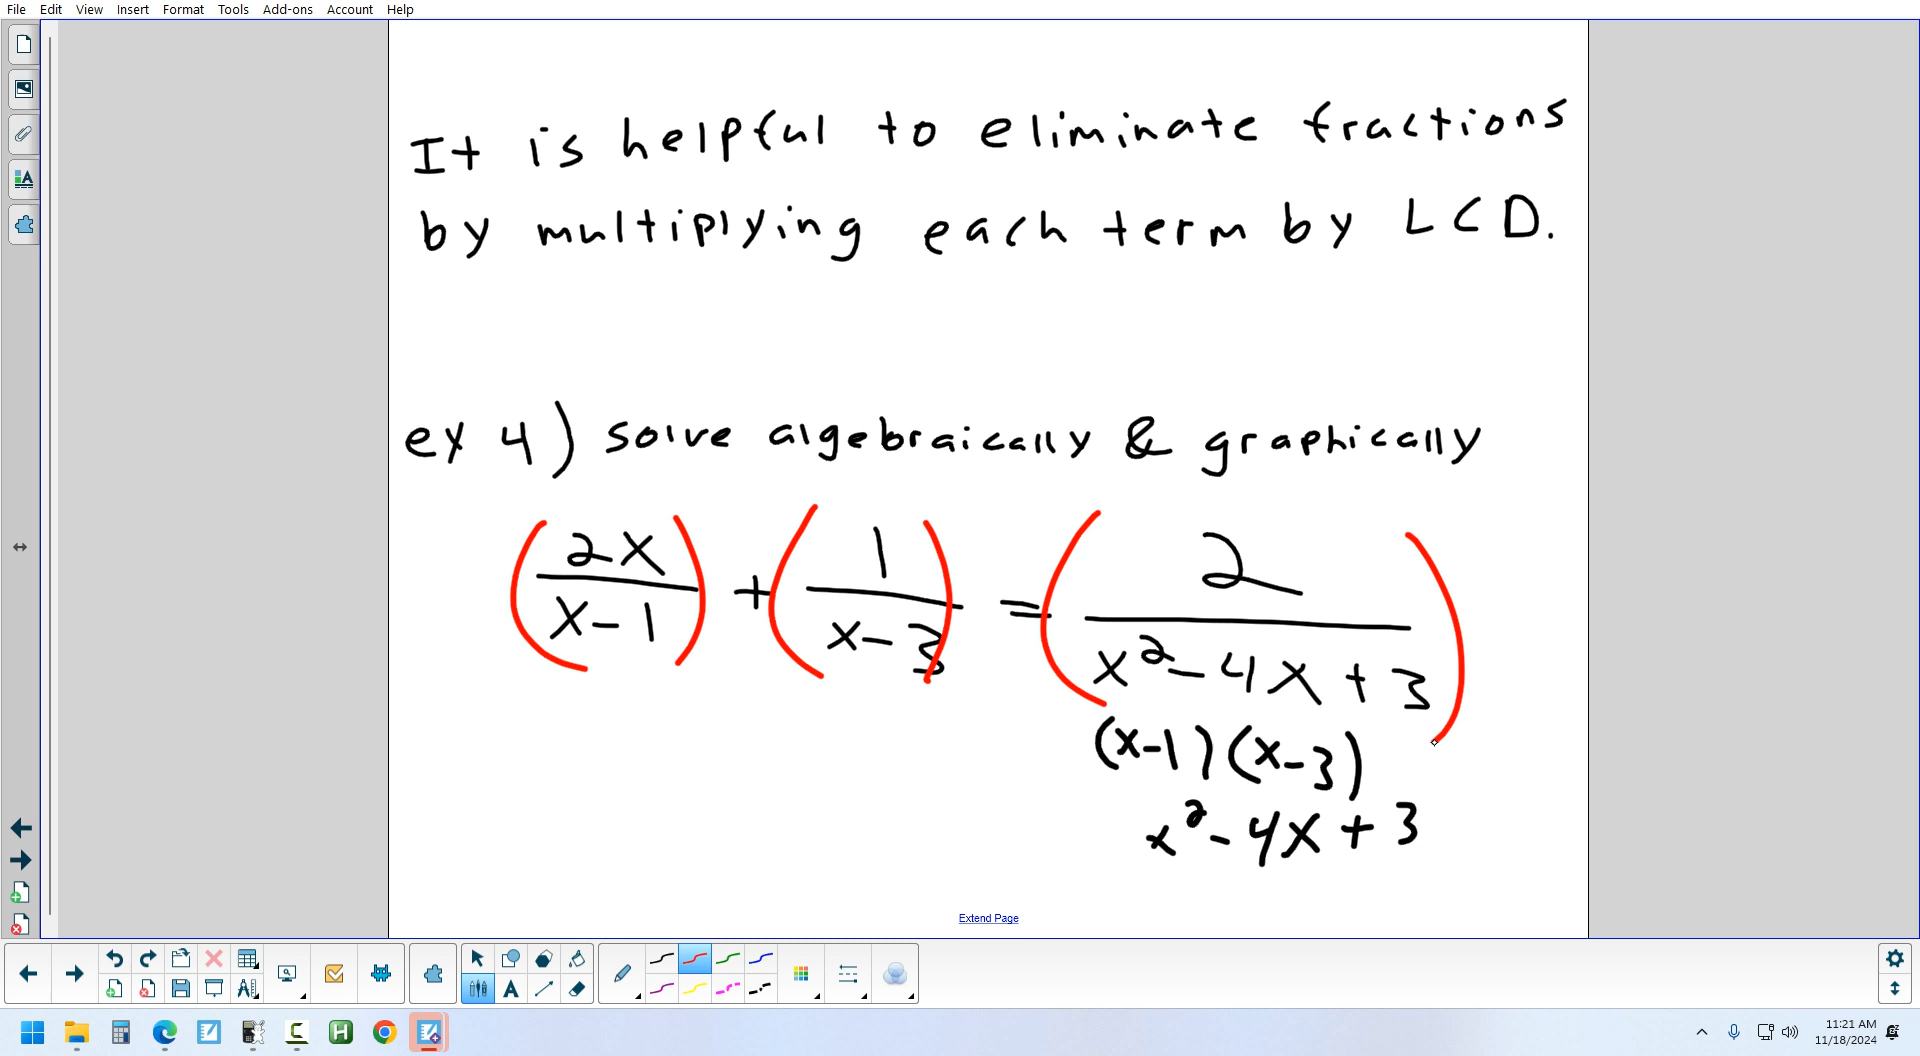 File Edit View Insert Format Tools Add-ons Account Help
It is helpful to eliminate fractions
by multiplying each term by LCD.
ex 4) solve algebraically & graphically
(2x/(x-1)) + (1/(x-3)) = (2/(x²-4x+3))
(x-1)(x-3)
x²-4x+3
Extend Page
11:21 AM
11/18/2024